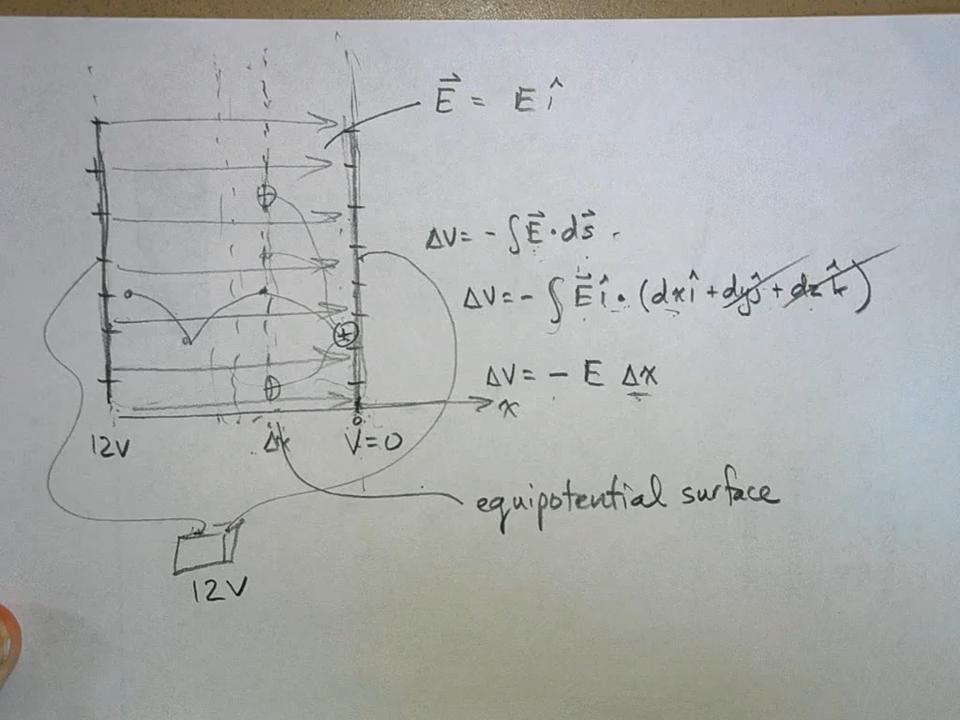 E⃗ = E î
ΔV = - ∫ E⃗ · ds⃗ .
ΔV = - ∫ E⃗ î · (dx î + dy ĵ + dz k̂)
ΔV = - E Δx
x
12V
Δx
V=0
equipotential surface
12V